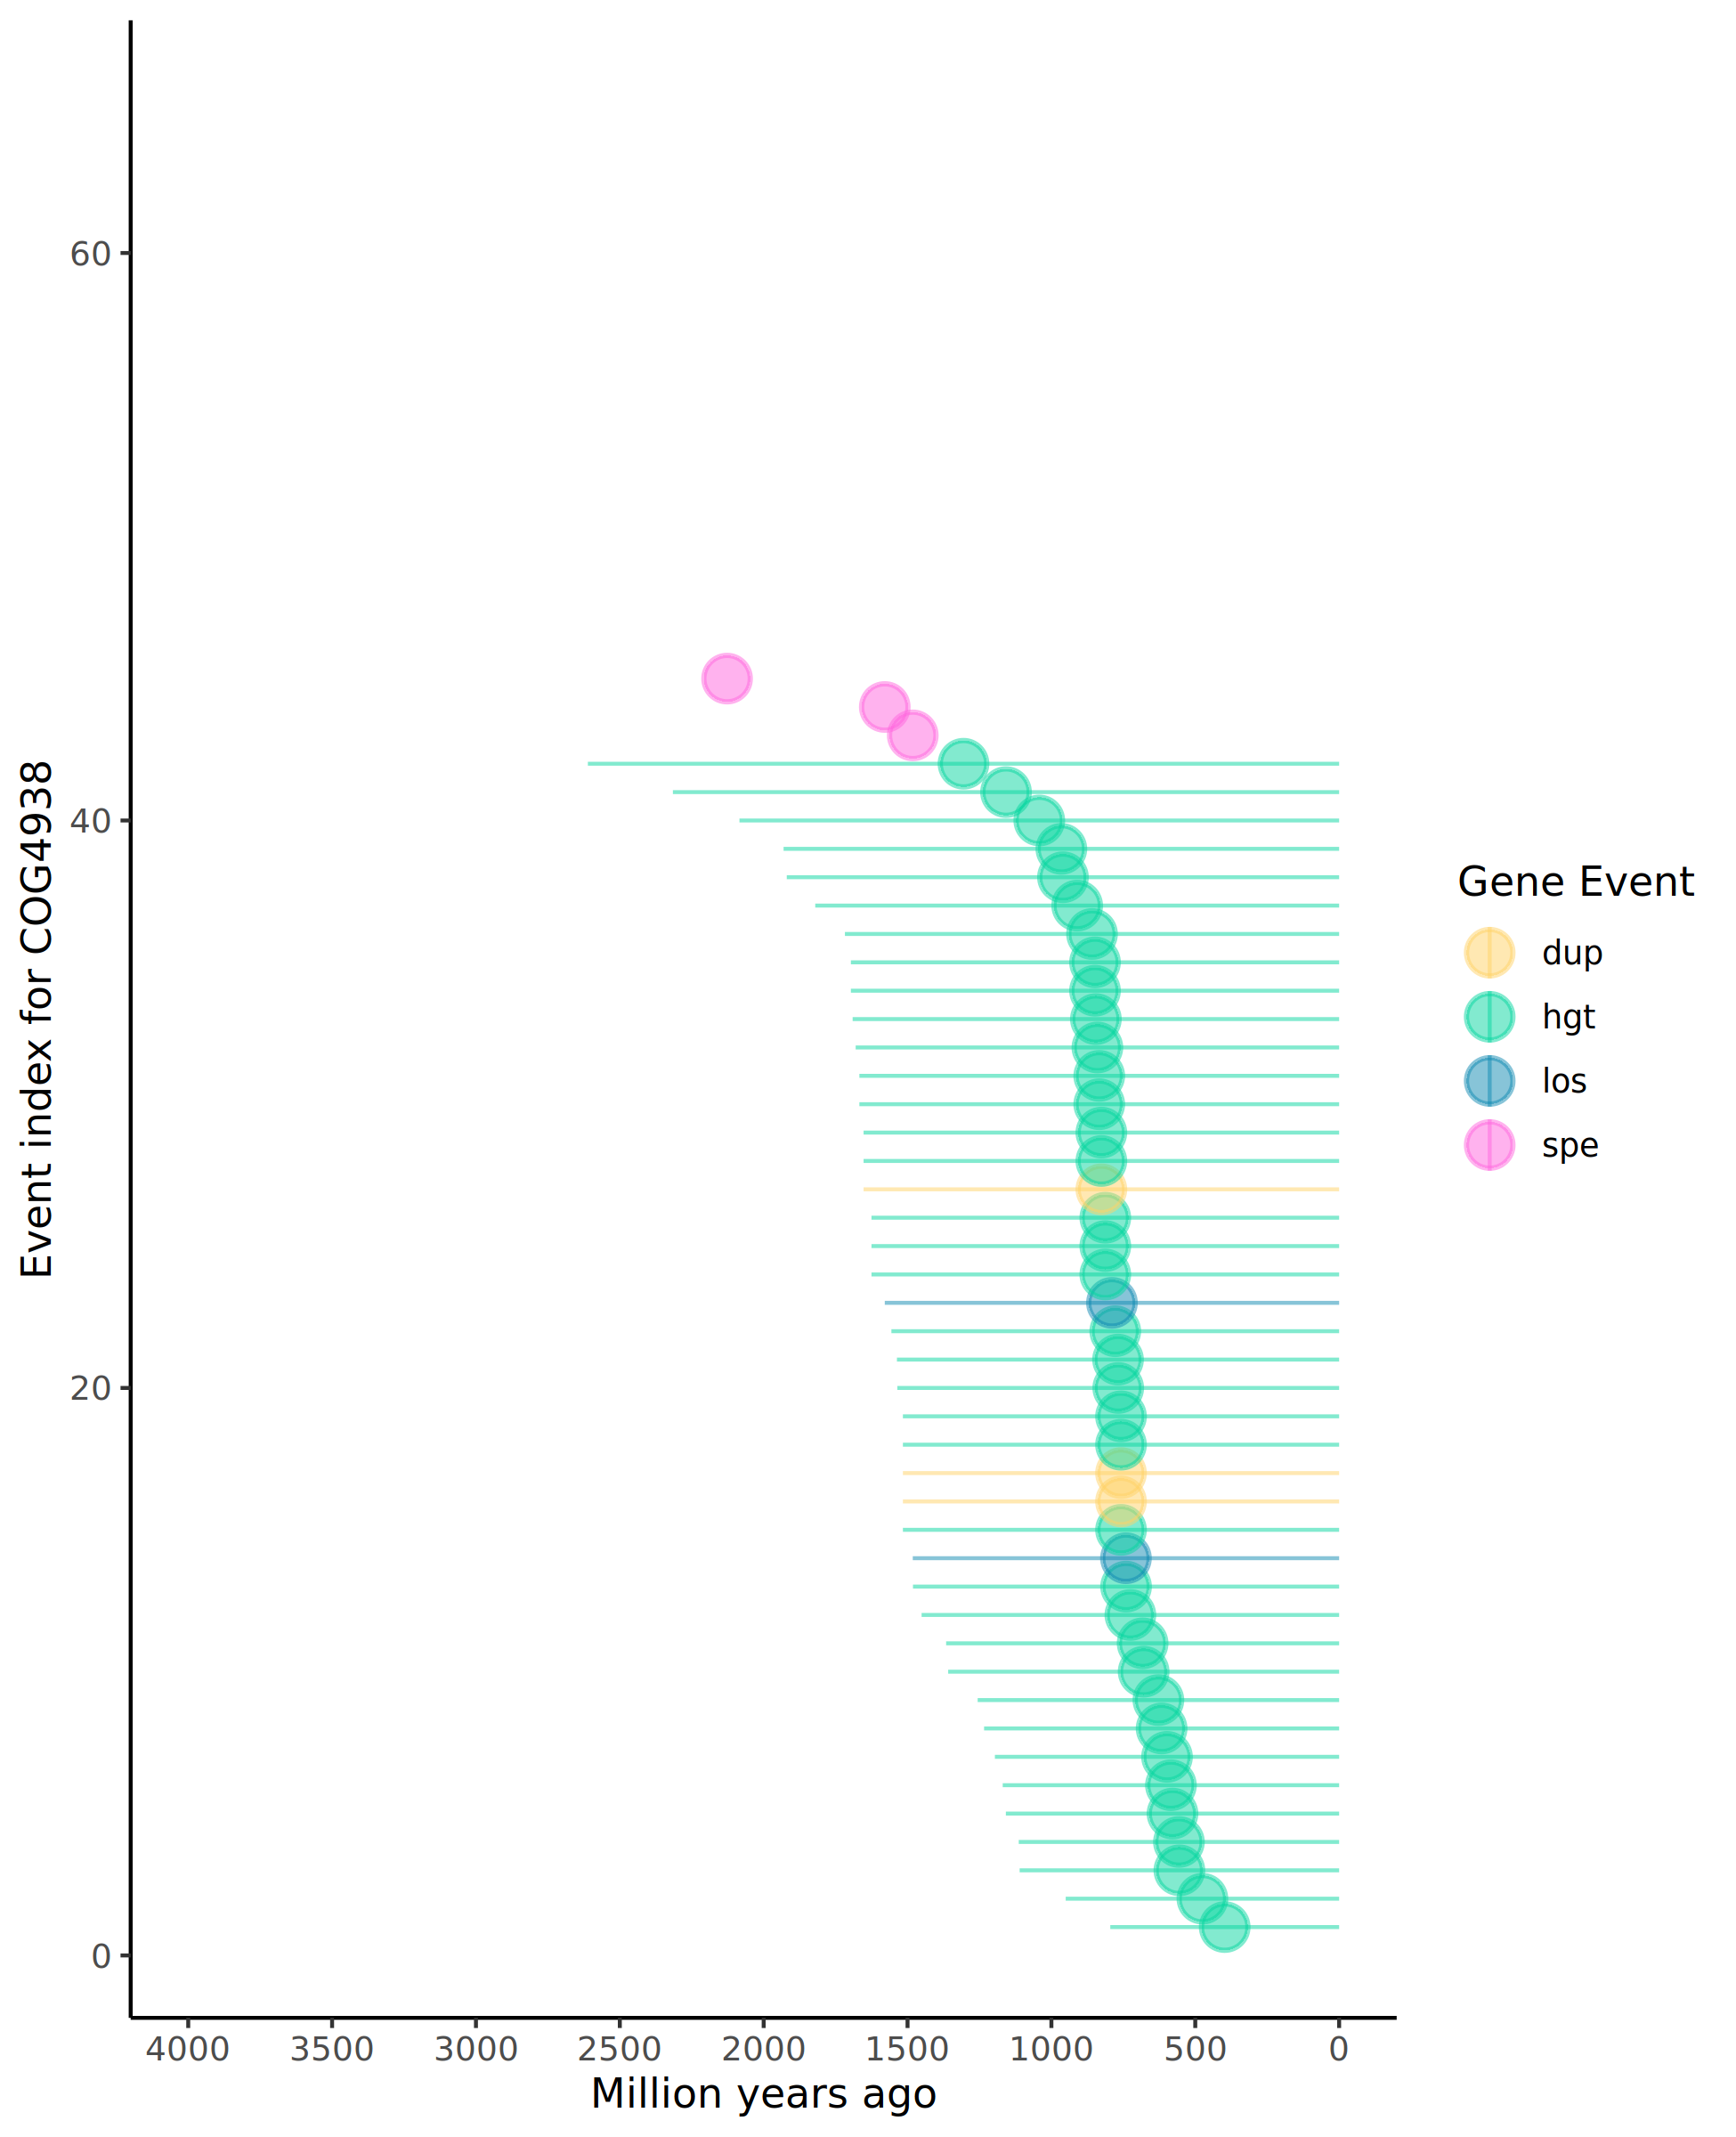 Event index for COG4938
60
40
20
0
4000 3500 3000 2500 2000 1500 1000 500 0
Million years ago
Gene Event
dup
hgt
los
spe